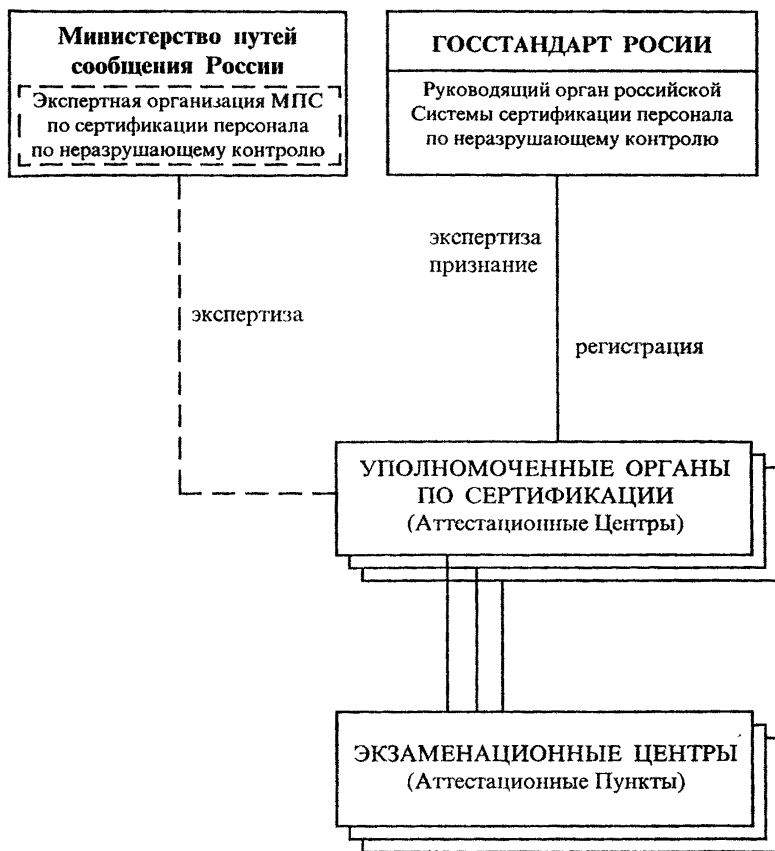 Министерство путей
сообщения России
Экспертная организация МПС
по сертификации персонала
по неразрушающему контролю
ГОССТАНДАРТ РОСИИ
Руководящий орган российской
Системы сертификации персонала
по неразрушающему контролю
экспертиза
признание
экспертиза
регистрация
УПОЛНОМОЧЕННЫЕ ОРГАНЫ
ПО СЕРТИФИКАЦИИ
(Аттестационные Центры)
ЭКЗАМЕНАЦИОННЫЕ ЦЕНТРЫ
(Аттестационные Пункты)